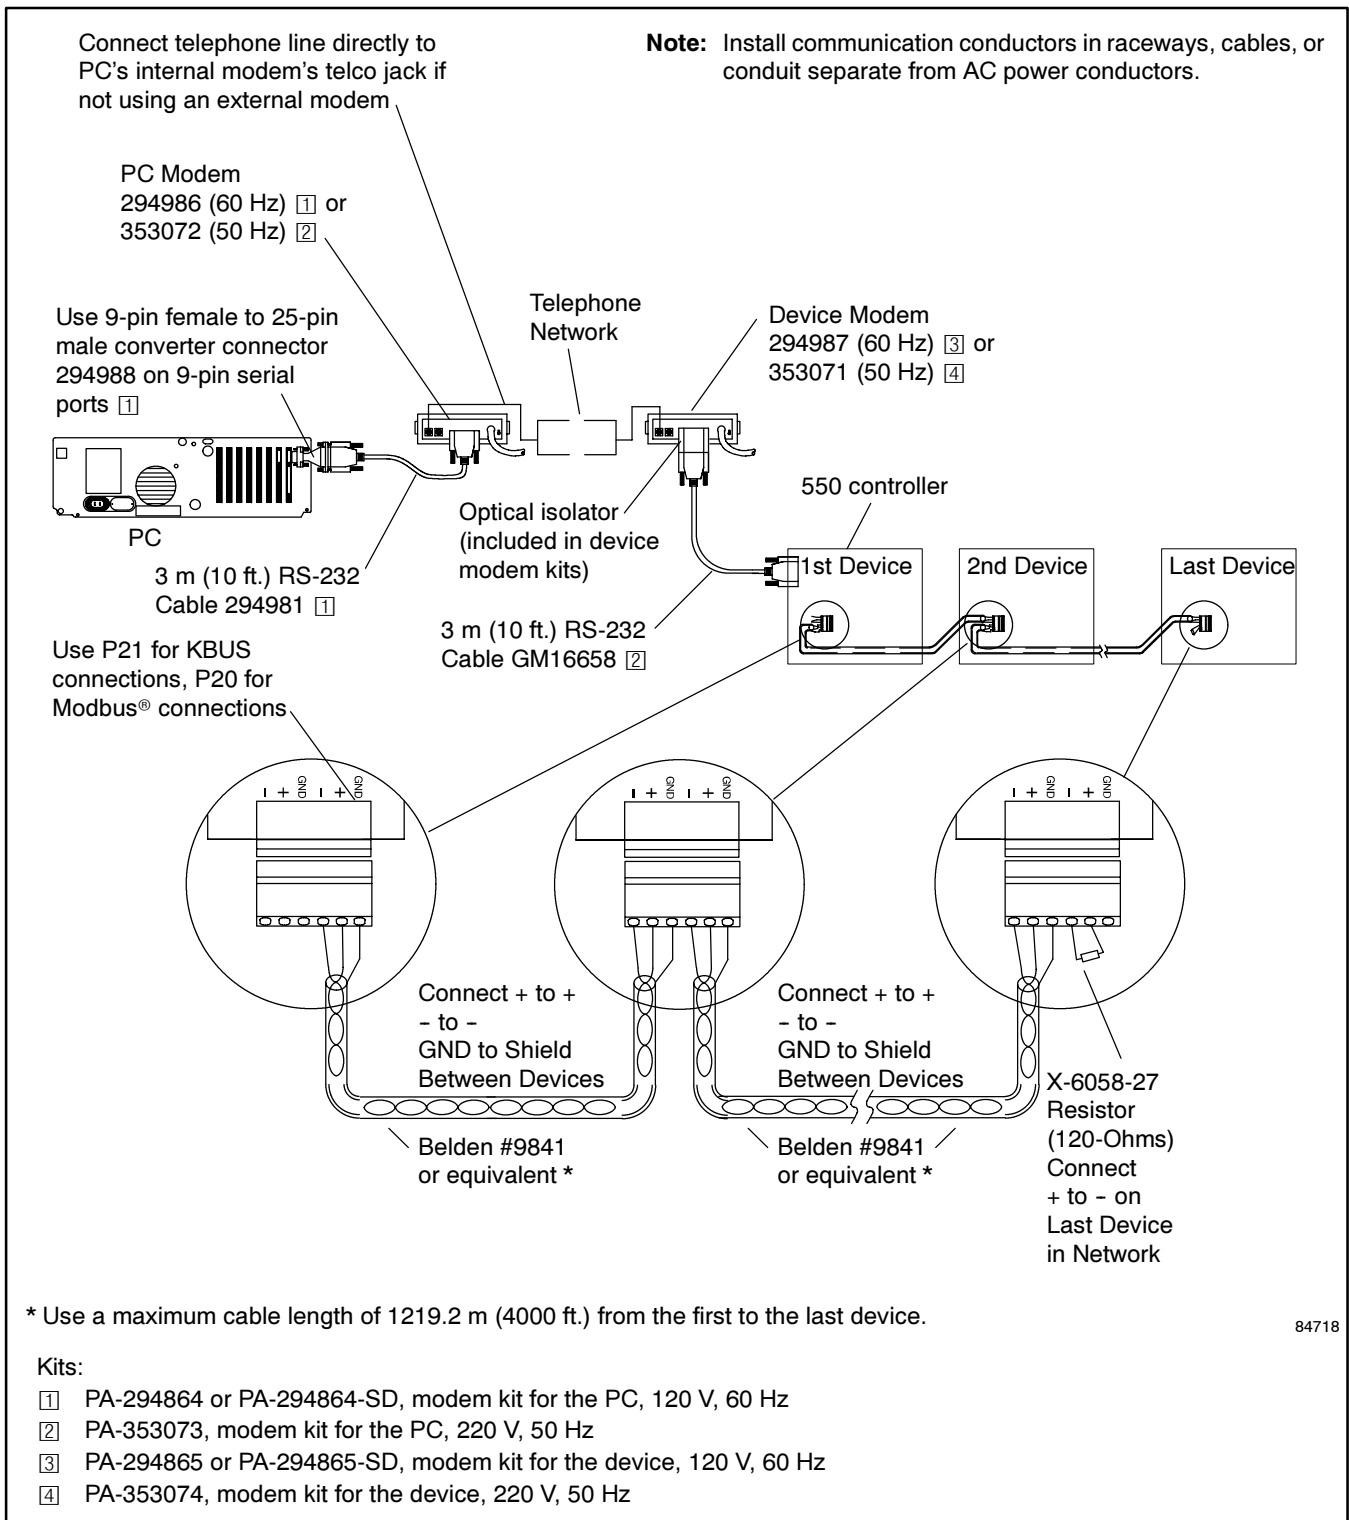 Connect telephone line directly to
PC's internal modem's telco jack if
not using an external modem
Note: Install communication conductors in raceways, cables, or
conduit separate from AC power conductors.
PC Modem
294986 (60 Hz) 1 or
353072 (50 Hz) 2
Use 9-pin female to 25-pin
male converter connector
294988 on 9-pin serial
ports 1
Telephone
Network
Device Modem
294987 (60 Hz) 3 or
353071 (50 Hz) 4
PC
3 m (10 ft.) RS-232
Cable 294981 1
Optical isolator
(included in device
modem kits)
550 controller
1st Device
2nd Device
Last Device
3 m (10 ft.) RS-232
Cable GM16658 2
Use P21 for KBUS
connections, P20 for
Modbus® connections
– + GND – + GND
– + GND – + GND
– + GND – + GND
Connect + to +
- to -
GND to Shield
Between Devices
Connect + to +
- to -
GND to Shield
Between Devices
Belden #9841
or equivalent *
Belden #9841
or equivalent *
X-6058-27
Resistor
(120-Ohms)
Connect
+ to - on
Last Device
in Network
* Use a maximum cable length of 1219.2 m (4000 ft.) from the first to the last device.
84718
Kits:
1 PA-294864 or PA-294864-SD, modem kit for the PC, 120 V, 60 Hz
2 PA-353073, modem kit for the PC, 220 V, 50 Hz
3 PA-294865 or PA-294865-SD, modem kit for the device, 120 V, 60 Hz
4 PA-353074, modem kit for the device, 220 V, 50 Hz